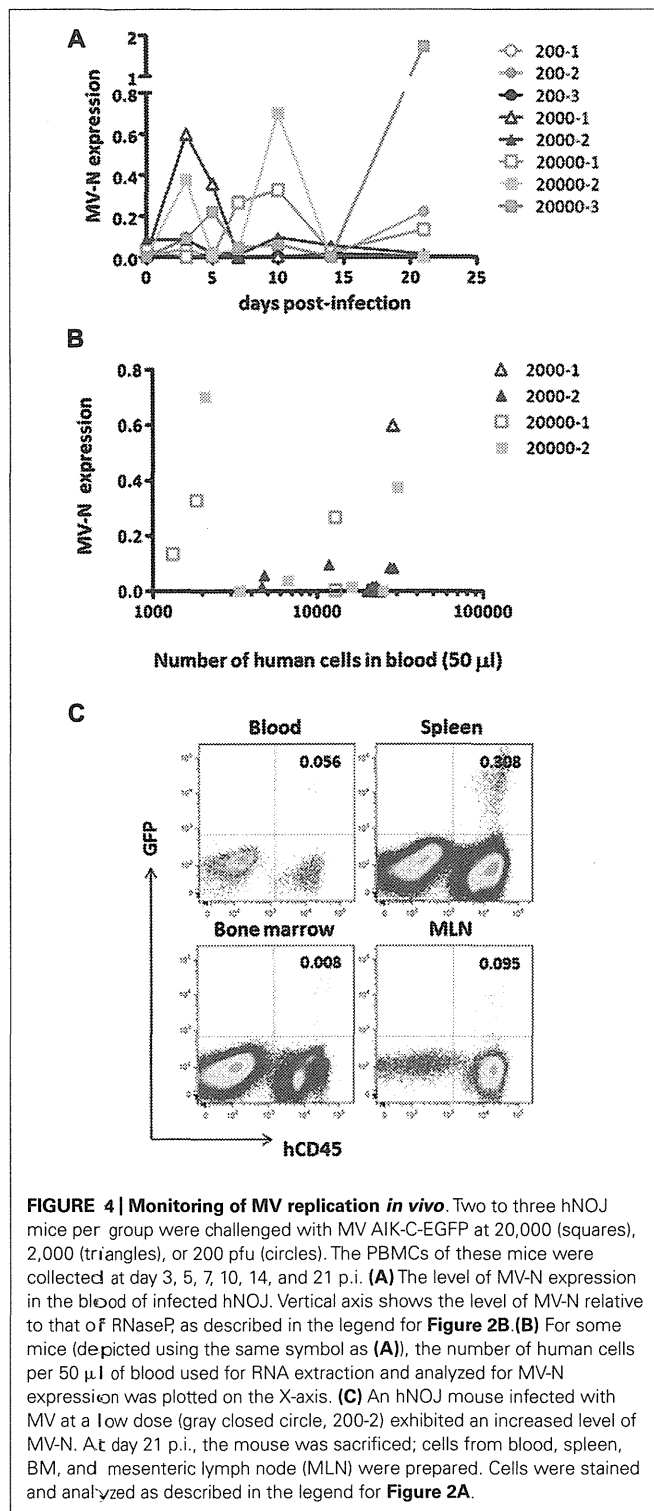 A
MV-N expression
2
1
0.8
0.6
0.4
0.2
0.0
0 5 10 15 20 25
days post-infection
200-1
200-2
200-3
2000-1
2000-2
20000-1
20000-2
20000-3
B
MV-N expression
0.8
0.6
0.4
0.2
0.0
1000 10000 100000
Number of human cells in blood (50 µl)
2000-1
2000-2
20000-1
20000-2
C
Blood Spleen
0.056 0.308
Bone marrow MLN
0.008 0.095
GFP
hCD45
FIGURE 4 | Monitoring of MV replication in vivo. Two to three hNOJ
mice per group were challenged with MV AIK-C-EGFP at 20,000 (squares),
2,000 (triangles), or 200 pfu (circles). The PBMCs of these mice were
collected at day 3, 5, 7, 10, 14, and 21 p.i. (A) The level of MV-N expression
in the blood of infected hNOJ. Vertical axis shows the level of MV-N relative
to that of RNaseP, as described in the legend for Figure 2B.(B) For some
mice (depicted using the same symbol as (A)), the number of human cells
per 50 µl of blood used for RNA extraction and analyzed for MV-N
expression was plotted on the X-axis. (C) An hNOJ mouse infected with
MV at a low dose (gray closed circle, 200-2) exhibited an increased level of
MV-N. At day 21 p.i., the mouse was sacrificed; cells from blood, spleen,
BM, and mesenteric lymph node (MLN) were prepared. Cells were stained
and analyzed as described in the legend for Figure 2A.